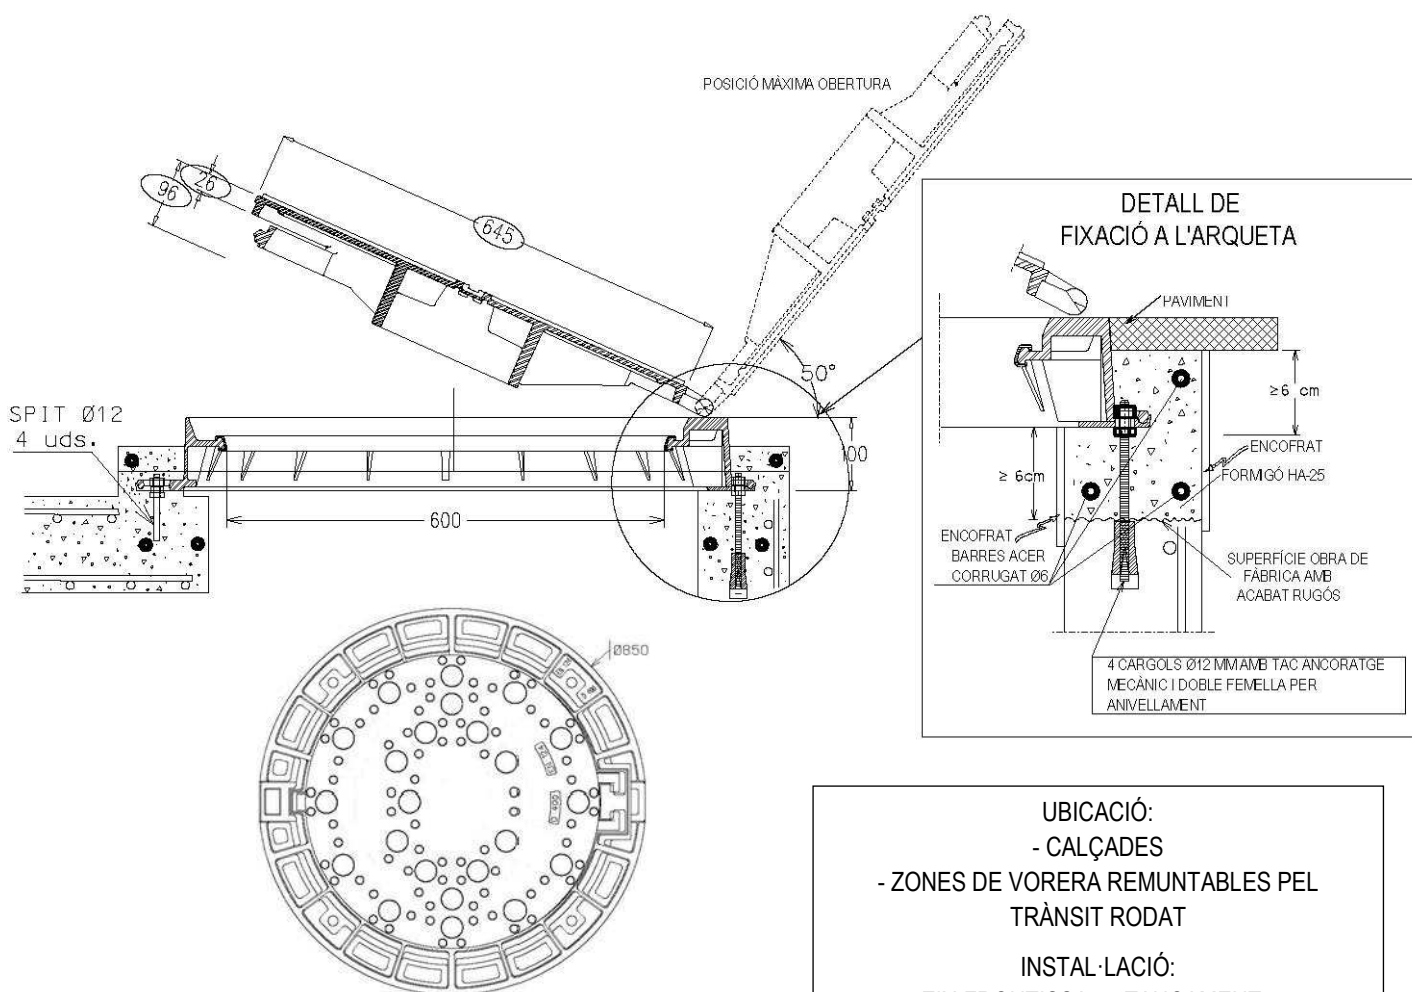 POSICIÓ MÀXIMA OBERTURA
26
96
645
50°
SPIT Ø12
4 uds.
100
600
Ø850
D 400
DETALL DE
FIXACIÓ A L'ARQUETA
PAVIMENT
≥6 cm
ENCOFRAT
FORMIGÓ HA-25
≥ 6cm
ENCOFRAT
BARRES ACER
CORRUGAT Ø6
SUPERFÍCIE OBRA DE
FÀBRICA AMB
ACABAT RUGÓS
4 CARGOLS Ø12 MM AMB TAC ANCORATGE
MECÀNIC I DOBLE FEMELLA PER
ANIVELLAMENT
UBICACIÓ:
- CALÇADES
- ZONES DE VORERA REMUNTABLES PEL
TRÀNSIT RODAT
INSTAL·LACIÓ: